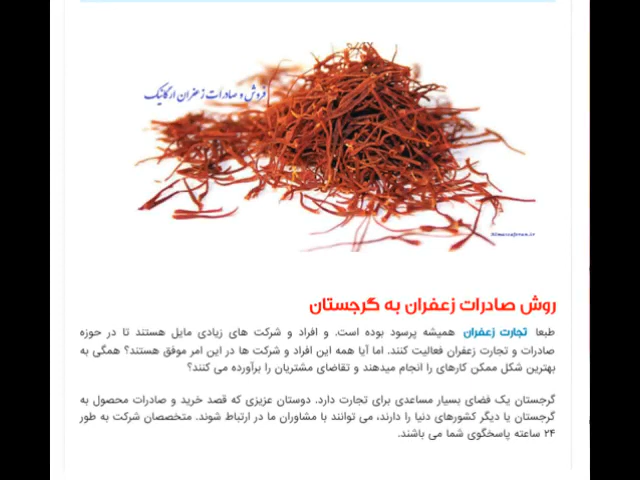 فروش و صادرات زعفران ارگانیک
روش صادرات زعفران به گرجستان
طبعا تجارت زعفران همیشه پرسود بوده است. و افراد و شرکت های زیادی مایل هستند تا در حوزه
صادرات و تجارت زعفران فعالیت کنند. اما آیا همه این افراد و شرکت ها در این امر موفق هستند؟ همگی به
بهترین شکل ممکن کارهای را انجام میدهند و تقاضای مشتریان را برآورده می کنند؟
گرجستان یک فضای بسیار مساعدی برای تجارت دارد. دوستان عزیزی که قصد خرید و صادرات محصول به
گرجستان یا دیگر کشورهای دنیا را دارند، می توانند با مشاوران ما در ارتباط شوند. متخصصان شرکت به طور
۲۴ ساعته پاسخگوی شما می باشند.